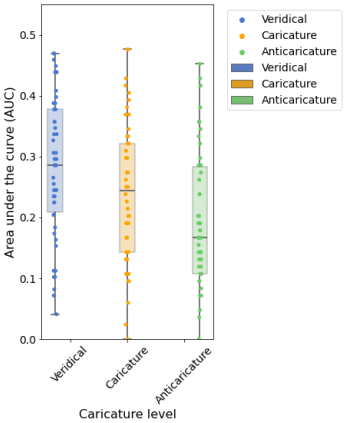 0.5
0.4
0.3
0.2
0.1
0.0
Area under the curve (AUC)
Veridical
Caricature
Anticaricature
Caricature level
Veridical
Caricature
Anticaricature
Veridical
Caricature
Anticaricature